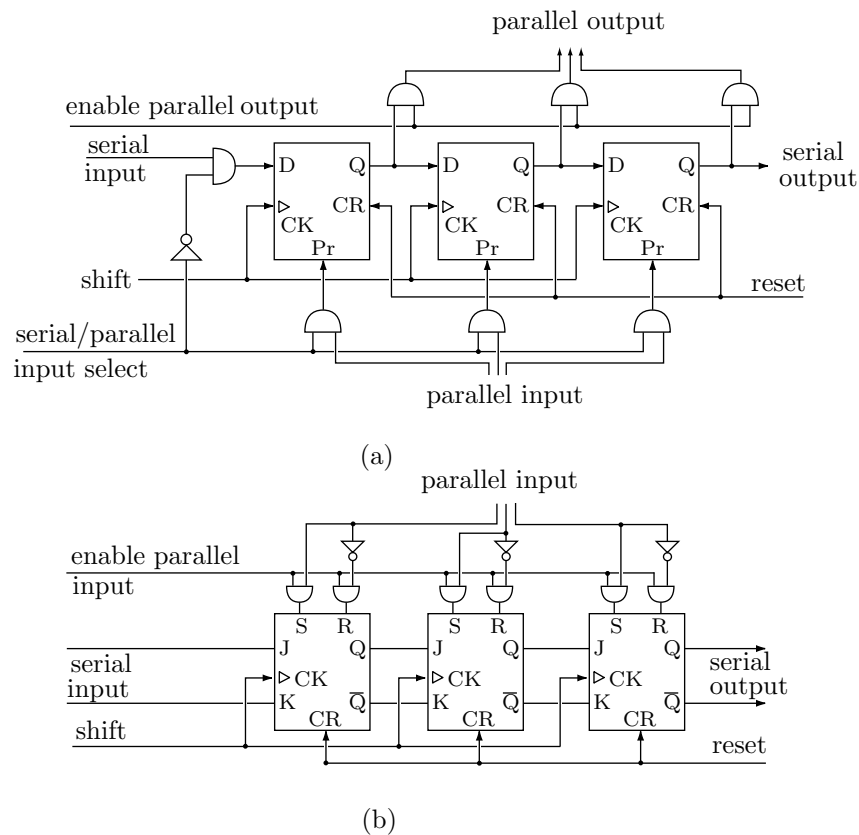 parallel output
enable parallel output
serial
input
D Q
D Q
D Q
serial
output
CK CR
CK CR
CK CR
Pr
Pr
Pr
shift
reset
serial/parallel
input select
parallel input
(a)
parallel input
enable parallel
input
S R
S R
S R
J Q
J Q
J Q
serial
input
CK
CK
CK
serial
output
K Q
K Q
K Q
CR
CR
CR
shift
reset
(b)